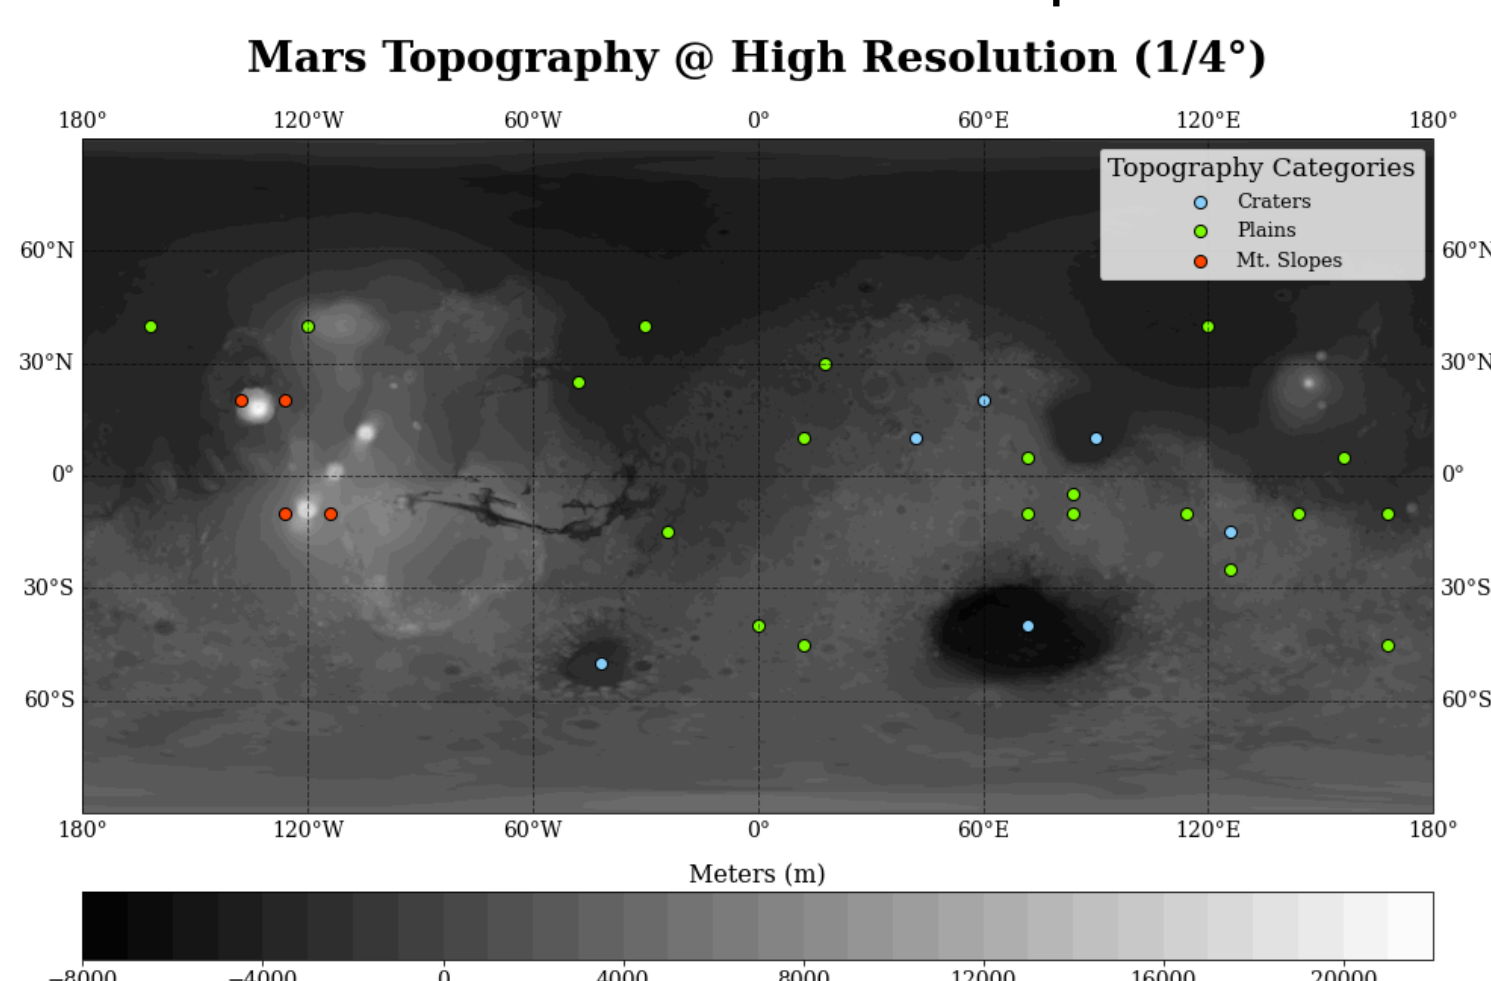 Mars Topography @ High Resolution (1/4°)
180° 120°W 60°W 0° 60°E 120°E 180°
Topography Categories
Craters
Plains
Mt. Slopes
60°N 60°N
30°N 30°N
0° 0°
30°S 30°S
60°S 60°S
180° 120°W 60°W 0° 60°E 120°E 180°
Meters (m)
−8000 −4000 0 4000 8000 12000 16000 20000